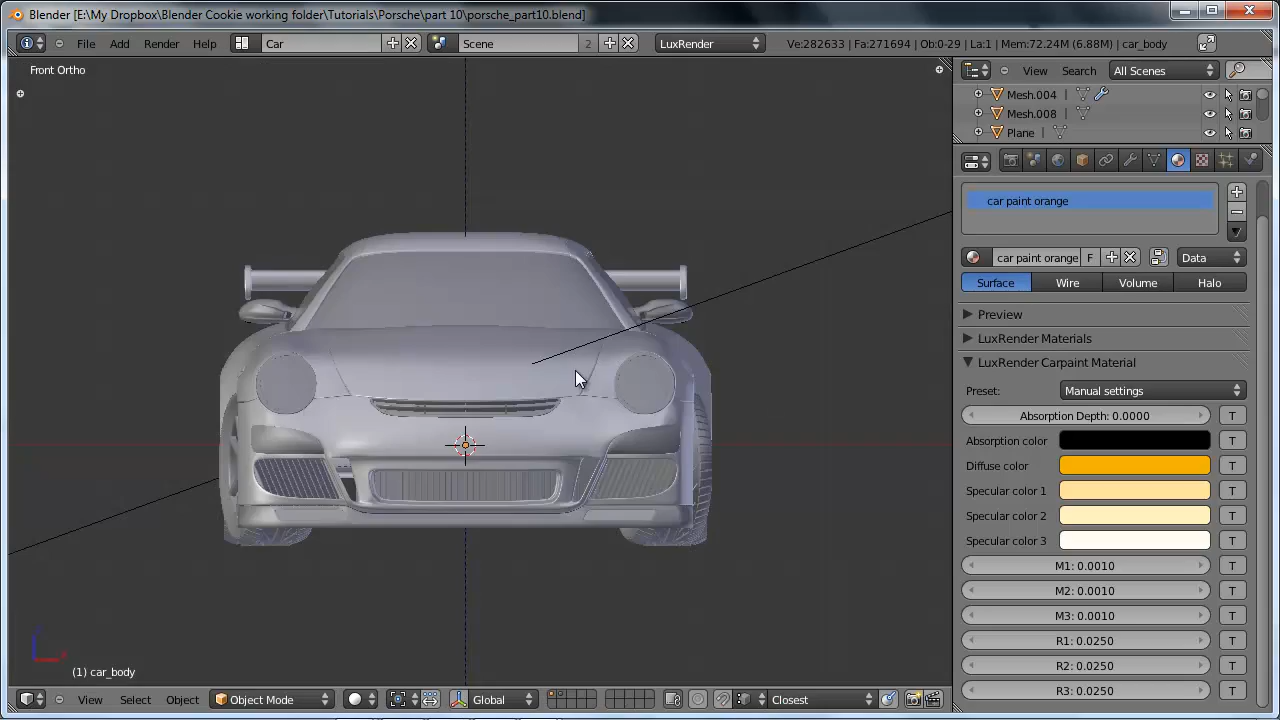 Blender [E:\My Dropbox\Blender Cookie working folder\Tutorials\Porsche\part 10\porsche_part10.blend]
File Add Render Help Car Scene 2 LuxRender Ve:282633 | Fa:271694 | Ob:0-29 | La:1 | Mem:72.24M (6.88M) | car_body
Front Ortho
View Search All Scenes
Mesh.004
Mesh.008
Plane
car paint orange
car paint orange F Data
Surface Wire Volume Halo
Preview
LuxRender Materials
LuxRender Carpaint Material
Preset: Manual settings
Absorption Depth: 0.0000 T
Absorption color T
Diffuse color T
Specular color 1 T
Specular color 2 T
Specular color 3 T
M1: 0.0010 T
M2: 0.0010 T
M3: 0.0010 T
R1: 0.0250 T
R2: 0.0250 T
R3: 0.0250 T
(1) car_body
View Select Object Object Mode Global Closest